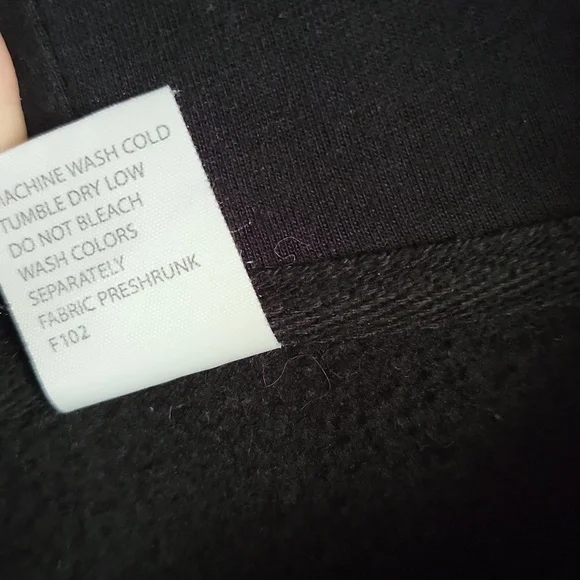 MACHINE WASH COLD
TUMBLE DRY LOW
DO NOT BLEACH
WASH COLORS
SEPARATELY
FABRIC PRESHRUNK
F102